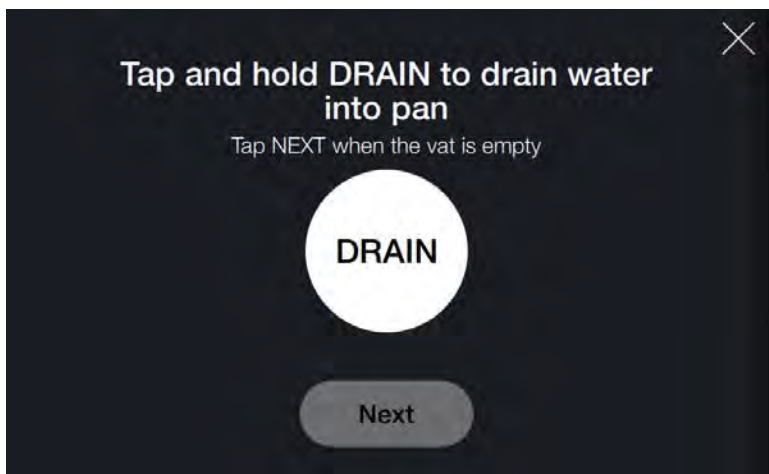 Tap and hold DRAIN to drain water
into pan
Tap NEXT when the vat is empty
DRAIN
Next